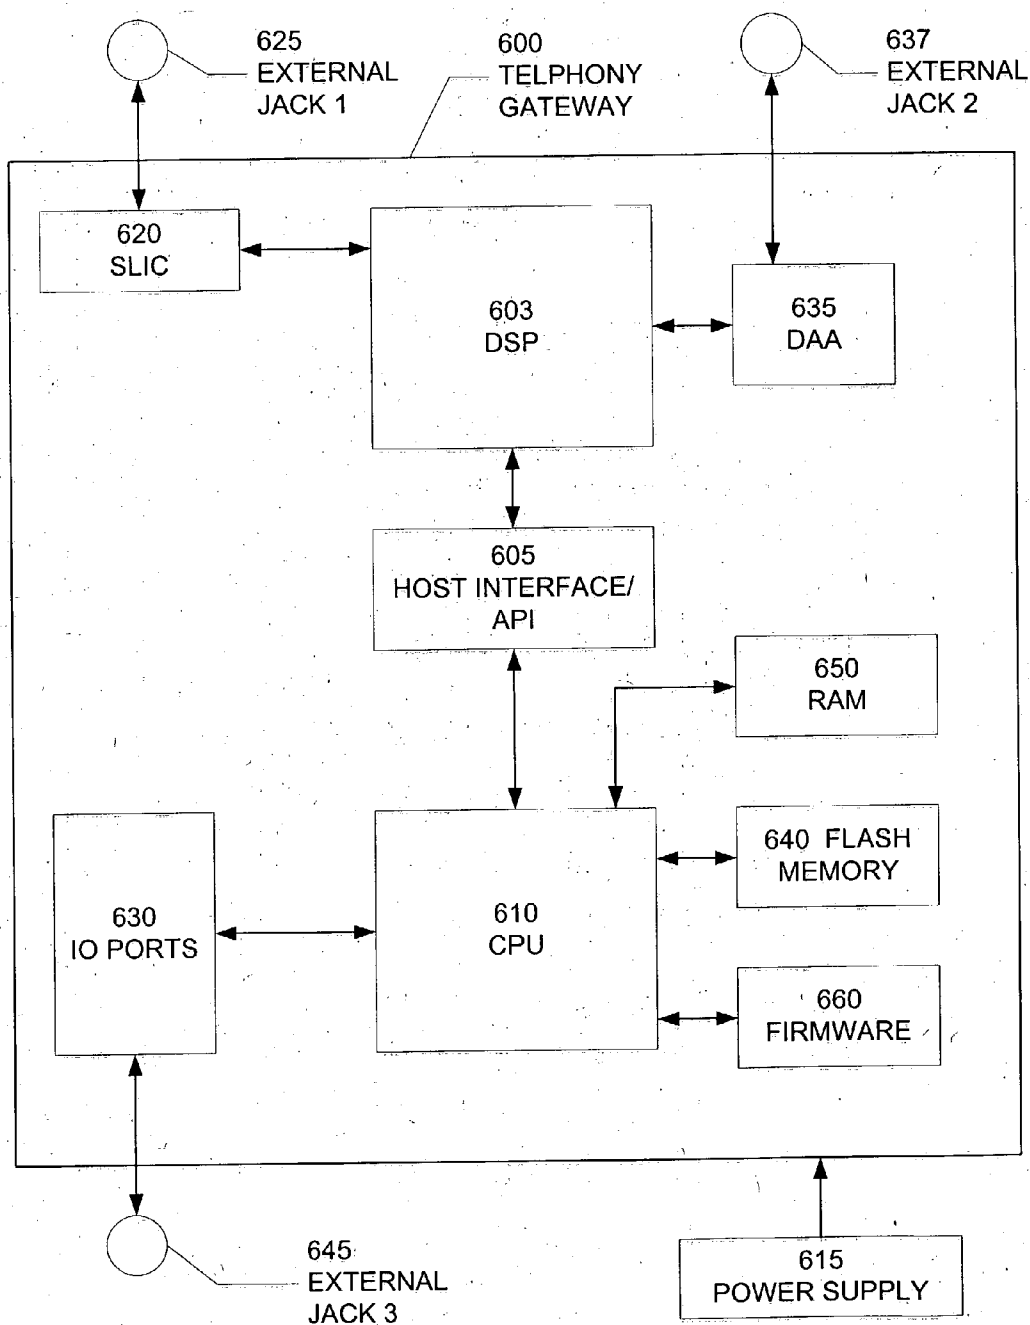 625
EXTERNAL
JACK 1
600
TELPHONY
GATEWAY
637
EXTERNAL
JACK 2
620
SLIC
603
DSP
635
DAA
605
HOST INTERFACE/
API
650
RAM
640 FLASH
MEMORY
630
IO PORTS
610
CPU
660
FIRMWARE
645
EXTERNAL
JACK 3
615
POWER SUPPLY